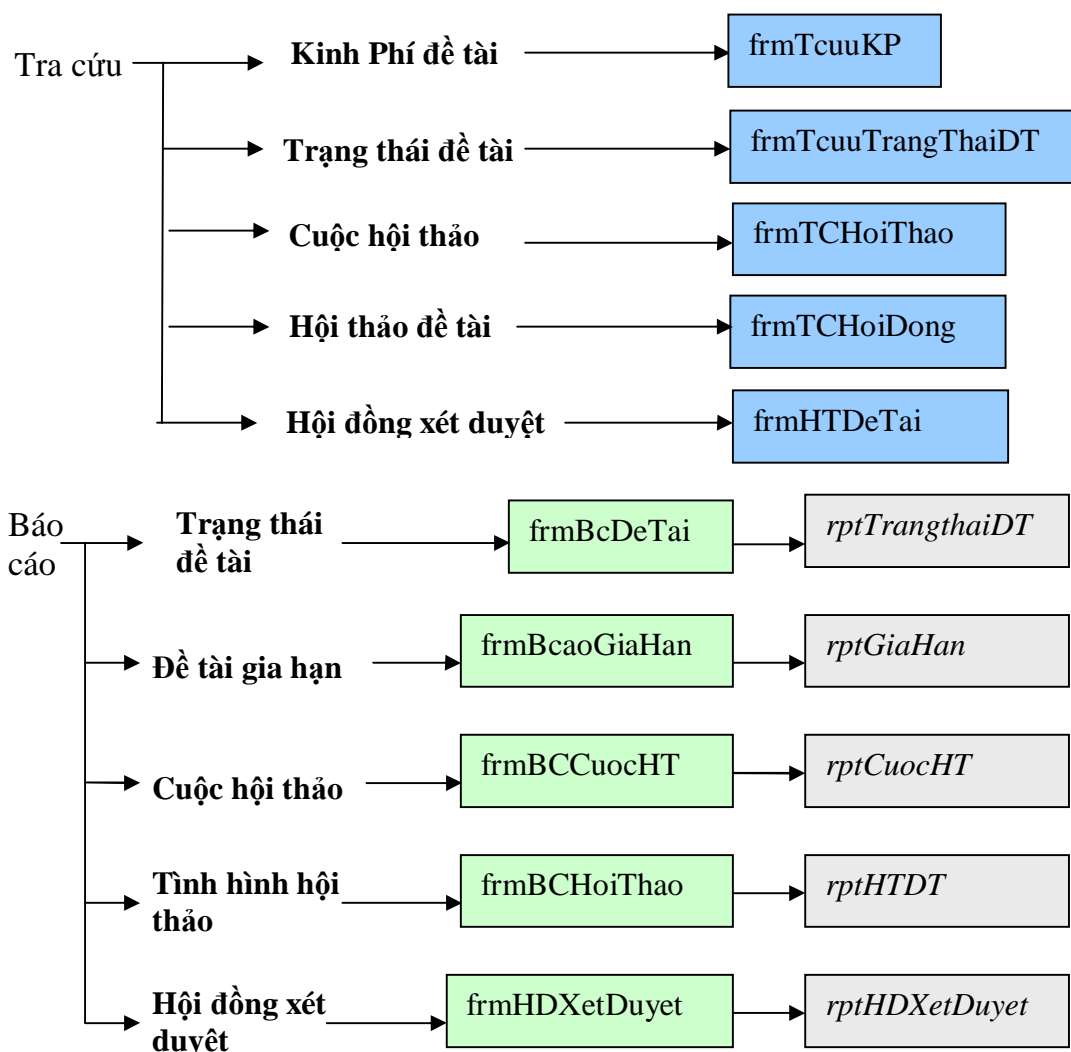 Tra cứu
Kinh Phí đề tài
frmTcuuKP
Trạng thái đề tài
frmTcuuTrangThaiDT
Cuộc hội thảo
frmTCHoiThao
Hội thảo đề tài
frmTCHoiDong
Hội đồng xét duyệt
frmHTDeTai
Báo
cáo
Trạng thái
đề tài
frmBcDeTai
rptTrangthaiDT
Đề tài gia hạn
frmBcaoGiaHan
rptGiaHan
Cuộc hội thảo
frmBCCuocHT
rptCuocHT
Tình hình hội
thảo
frmBCHoiThao
rptHTDT
Hội đồng xét
duyệt
frmHDXetDuyet
rptHDXetDuyet